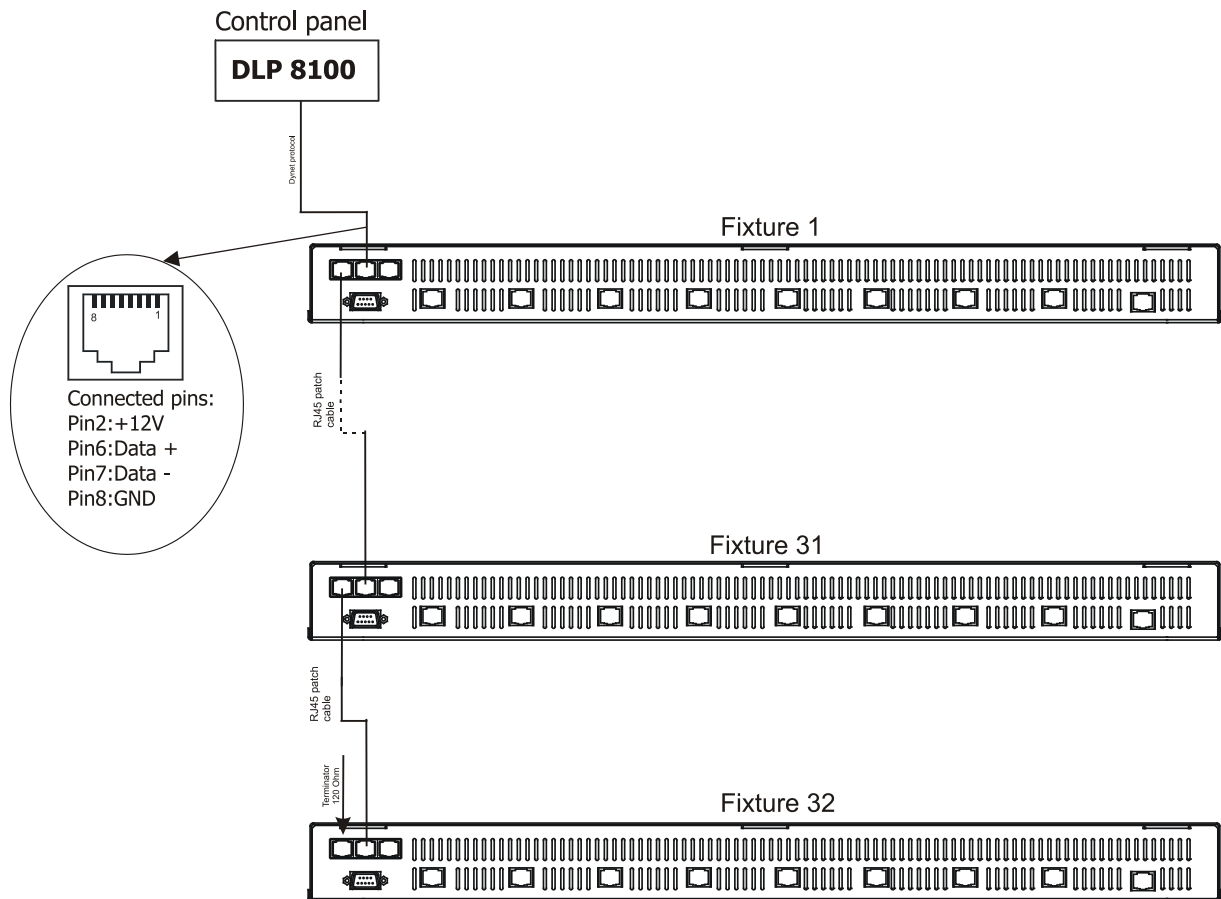 Control panel
DLP 8100
Dynet protocol
Fixture 1
8 1
Connected pins:
Pin2:+12V
Pin6:Data +
Pin7:Data -
Pin8:GND
RJ45 patch
cable
Fixture 31
RJ45 patch
cable
Terminator
120 Ohm
Fixture 32